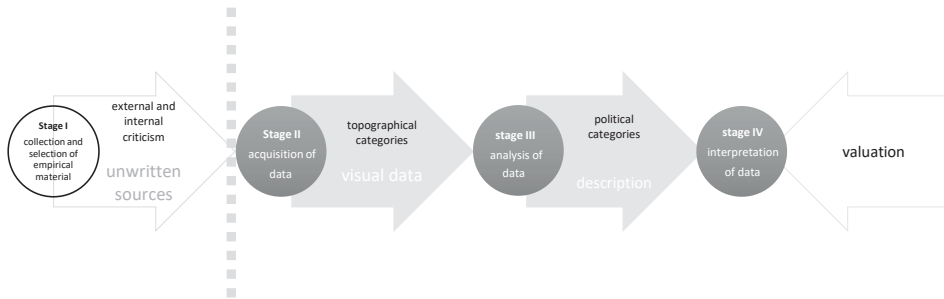 Stage I
collection and
selection of
empirical
material
external and
internal
criticism
unwritten
sources
Stage II
acquisition of
data
topographical
categories
visual data
stage III
analysis of
data
political
categories
description
stage IV
interpretation
of data
valuation